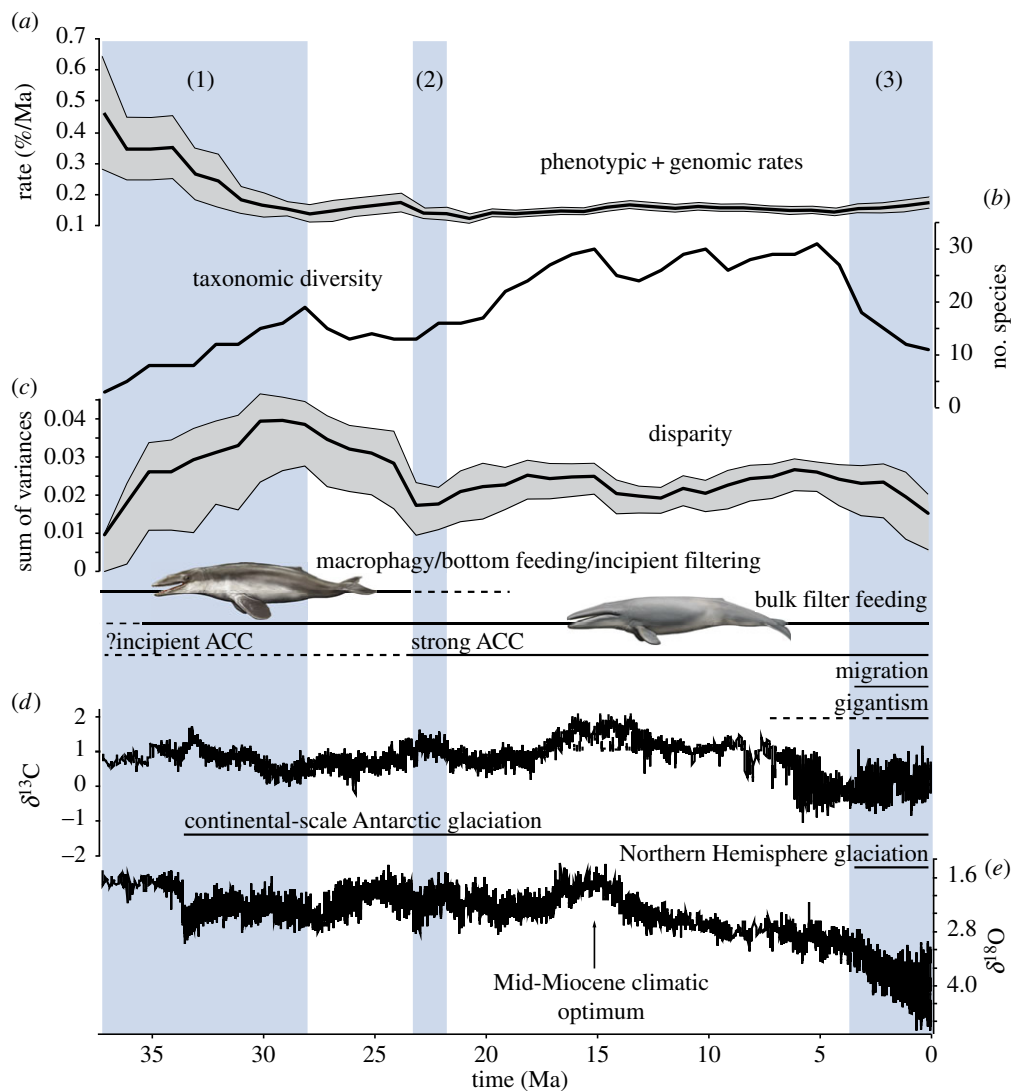 (a)
0.7
0.6
0.5
0.4
0.3
0.2
0.1
rate (%/Ma)
(1)
(2)
(3)
phenotypic + genomic rates
(b)
30
20
10
0
no. species
taxonomic diversity
(c)
0.04
0.03
0.02
0.01
0
sum of variances
disparity
macrophagy/bottom feeding/incipient filtering
bulk filter feeding
?incipient ACC
strong ACC
migration
gigantism
(d)
2
1
0
−1
−2
δ¹³C
continental-scale Antarctic glaciation
Northern Hemisphere glaciation
(e)
1.6
2.8
4.0
δ¹⁸O
Mid-Miocene climatic
optimum
35 30 25 20 15 10 5 0
time (Ma)